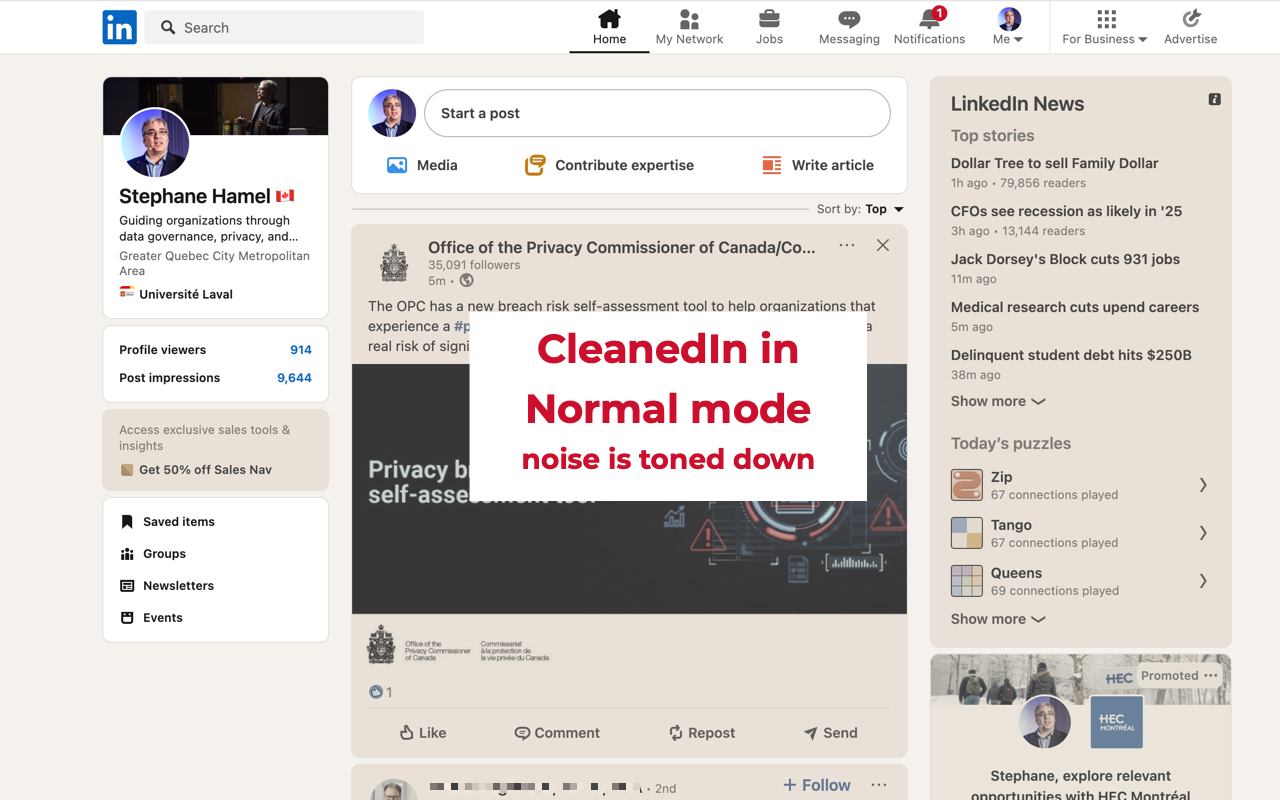 in
Search
Home
My Network
Jobs
Messaging
1
Notifications
Me
For Business
Advertise
Stephane Hamel
Guiding organizations through
data governance, privacy, and...
Greater Quebec City Metropolitan
Area
Université Laval
Profile viewers 914
Post impressions 9,644
Access exclusive sales tools &
insights
Get 50% off Sales Nav
Saved items
Groups
Newsletters
Events
Start a post
Media
Contribute expertise
Write article
Sort by: Top
Office of the Privacy Commissioner of Canada/Co...
35,091 followers
5m •
The OPC has a new breach risk self-assessment tool to help organizations that
experience a #p a
real risk of signi
CleanedIn in
Normal mode
noise is toned down
Privacy b
self-asse
Office of the
Privacy Commissioner
of Canada
Commissariat
à la protection de
la vie privée du Canada
1
Like
Comment
Repost
Send
• 2nd
+ Follow
LinkedIn News
Top stories
Dollar Tree to sell Family Dollar
1h ago • 79,856 readers
CFOs see recession as likely in '25
3h ago • 13,144 readers
Jack Dorsey's Block cuts 931 jobs
11m ago
Medical research cuts upend careers
5m ago
Delinquent student debt hits $250B
38m ago
Show more
Today's puzzles
Zip
67 connections played
Tango
67 connections played
Queens
69 connections played
Show more
HEC
Promoted
HEC
MONTRÉAL
Stephane, explore relevant
opportunities with HEC Montréal